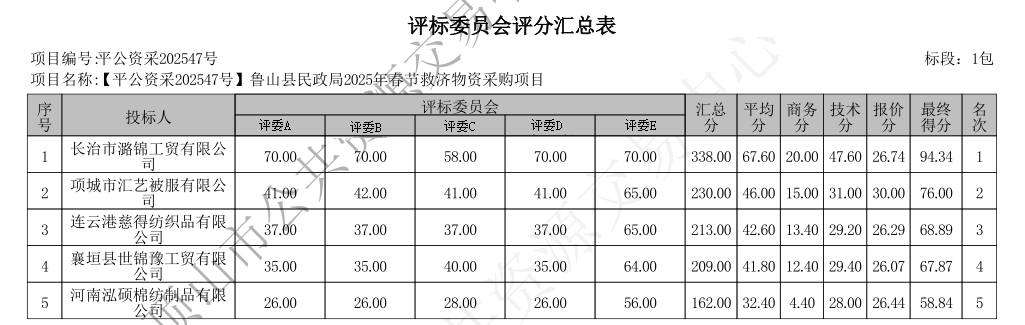 评标委员会评分汇总表
项目编号:平公资采202547号 标段：1包
项目名称:【平公资采202547号】鲁山县民政局2025年春节救济物资采购项目
序号 投标人 评标委员会 汇总分 平均分 商务分 技术分 报价分 最终得分 名次
评委A 评委B 评委C 评委D 评委E
1 长治市潞锦工贸有限公司 70.00 70.00 58.00 70.00 70.00 338.00 67.60 20.00 47.60 26.74 94.34 1
2 项城市汇艺被服有限公司 41.00 42.00 41.00 41.00 65.00 230.00 46.00 15.00 31.00 30.00 76.00 2
3 连云港慈得纺织品有限公司 37.00 37.00 37.00 37.00 65.00 213.00 42.60 13.40 29.20 26.29 68.89 3
4 襄垣县世锦豫工贸有限公司 35.00 35.00 40.00 35.00 64.00 209.00 41.80 12.40 29.40 26.07 67.87 4
5 河南泓硕棉纺制品有限公司 26.00 26.00 28.00 26.00 56.00 162.00 32.40 4.40 28.00 26.44 58.84 5